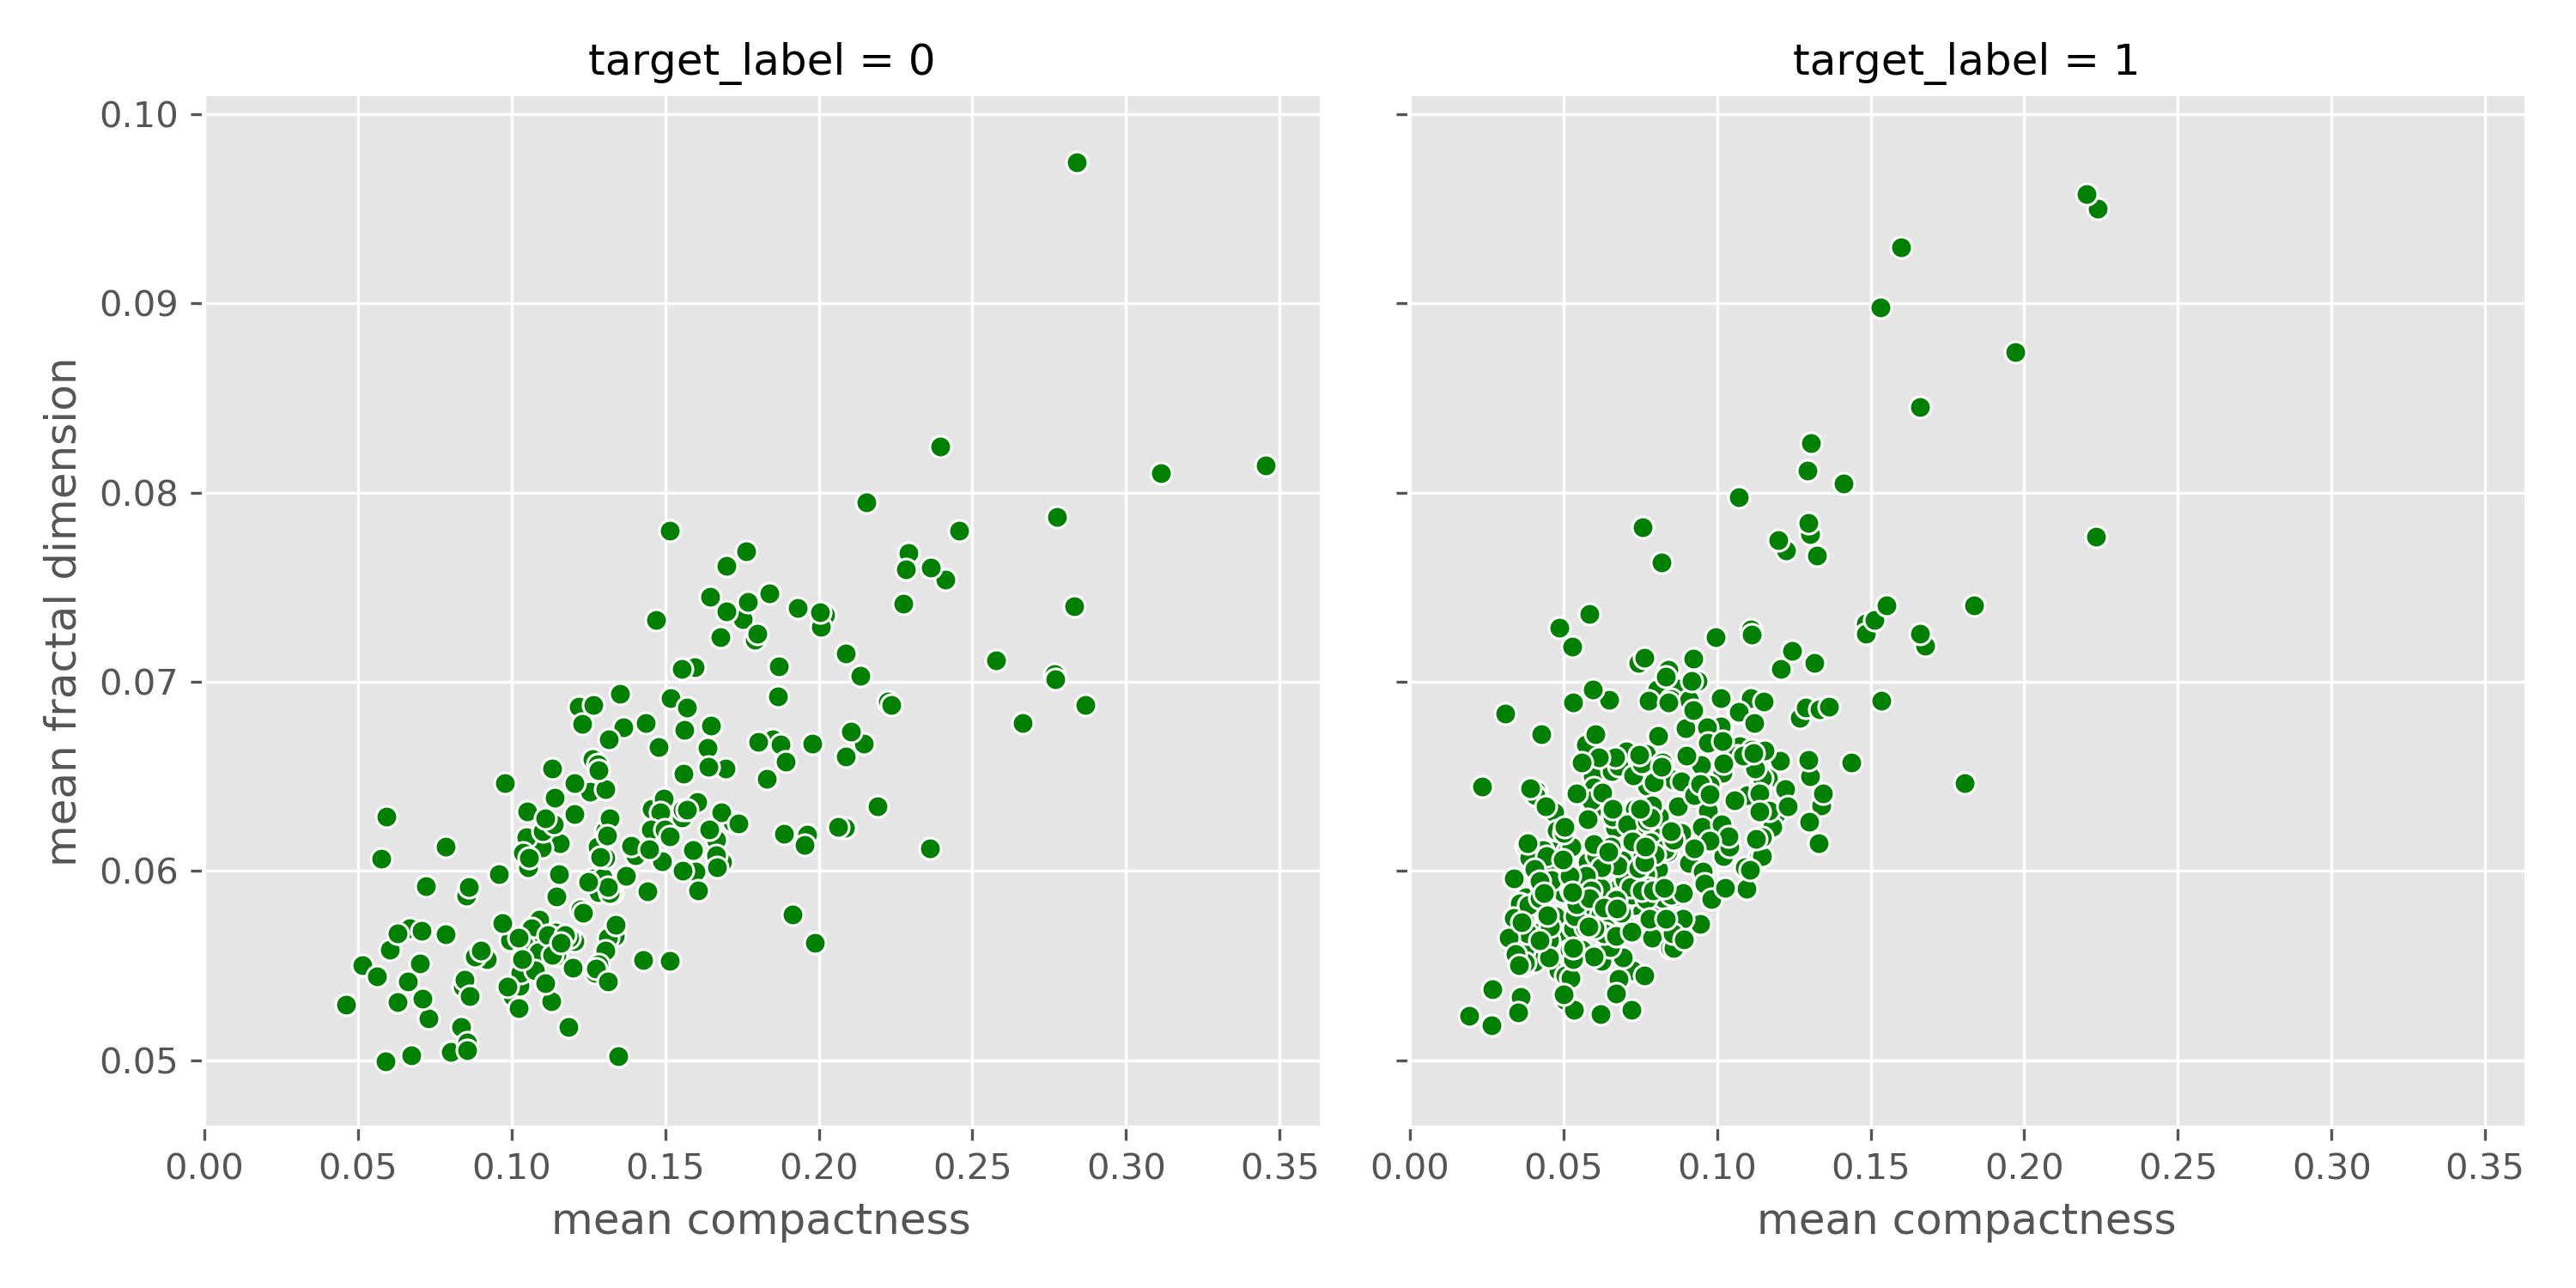 target_label = 0
target_label = 1
mean fractal dimension
0.10
0.09
0.08
0.07
0.06
0.05
0.00 0.05 0.10 0.15 0.20 0.25 0.30 0.35
0.00 0.05 0.10 0.15 0.20 0.25 0.30 0.35
mean compactness
mean compactness